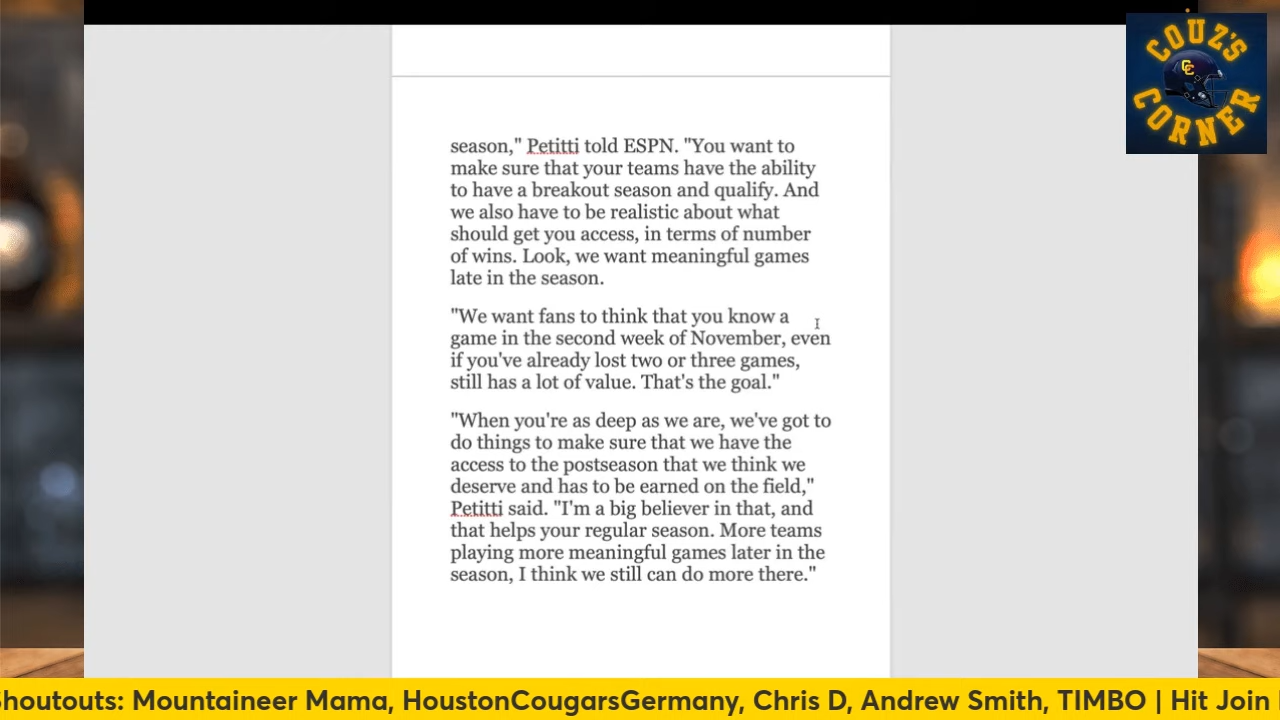 COUZ'S
CC
CORNER
season," Petitti told ESPN. "You want to
make sure that your teams have the ability
to have a breakout season and qualify. And
we also have to be realistic about what
should get you access, in terms of number
of wins. Look, we want meaningful games
late in the season.
"We want fans to think that you know a
game in the second week of November, even
if you've already lost two or three games,
still has a lot of value. That's the goal."
"When you're as deep as we are, we've got to
do things to make sure that we have the
access to the postseason that we think we
deserve and has to be earned on the field,"
Petitti said. "I'm a big believer in that, and
that helps your regular season. More teams
playing more meaningful games later in the
season, I think we still can do more there."
Shoutouts: Mountaineer Mama, HoustonCougarsGermany, Chris D, Andrew Smith, TIMBO | Hit Join